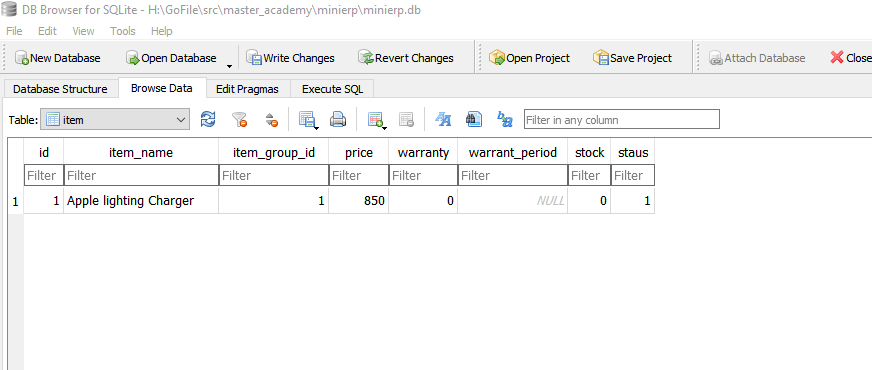 DB Browser for SQLite - H:\GoFile\src\master_academy\minierp\minierp.db
File Edit View Tools Help
New Database Open Database Write Changes Revert Changes Open Project Save Project Attach Database Close
Database Structure Browse Data Edit Pragmas Execute SQL
Table: item Filter in any column
id item_name item_group_id price warranty warrant_period stock staus
Filter Filter Filter Filter Filter Filter Filter Filter
1 1 Apple lighting Charger 1 850 0 NULL 0 1